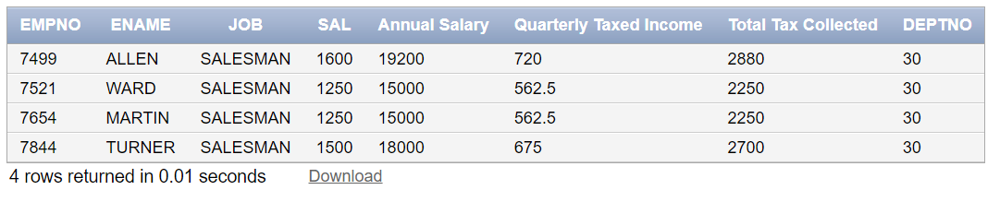 EMPNO ENAME JOB SAL Annual Salary Quarterly Taxed Income Total Tax Collected DEPTNO
7499 ALLEN SALESMAN 1600 19200 720 2880 30
7521 WARD SALESMAN 1250 15000 562.5 2250 30
7654 MARTIN SALESMAN 1250 15000 562.5 2250 30
7844 TURNER SALESMAN 1500 18000 675 2700 30
4 rows returned in 0.01 seconds Download